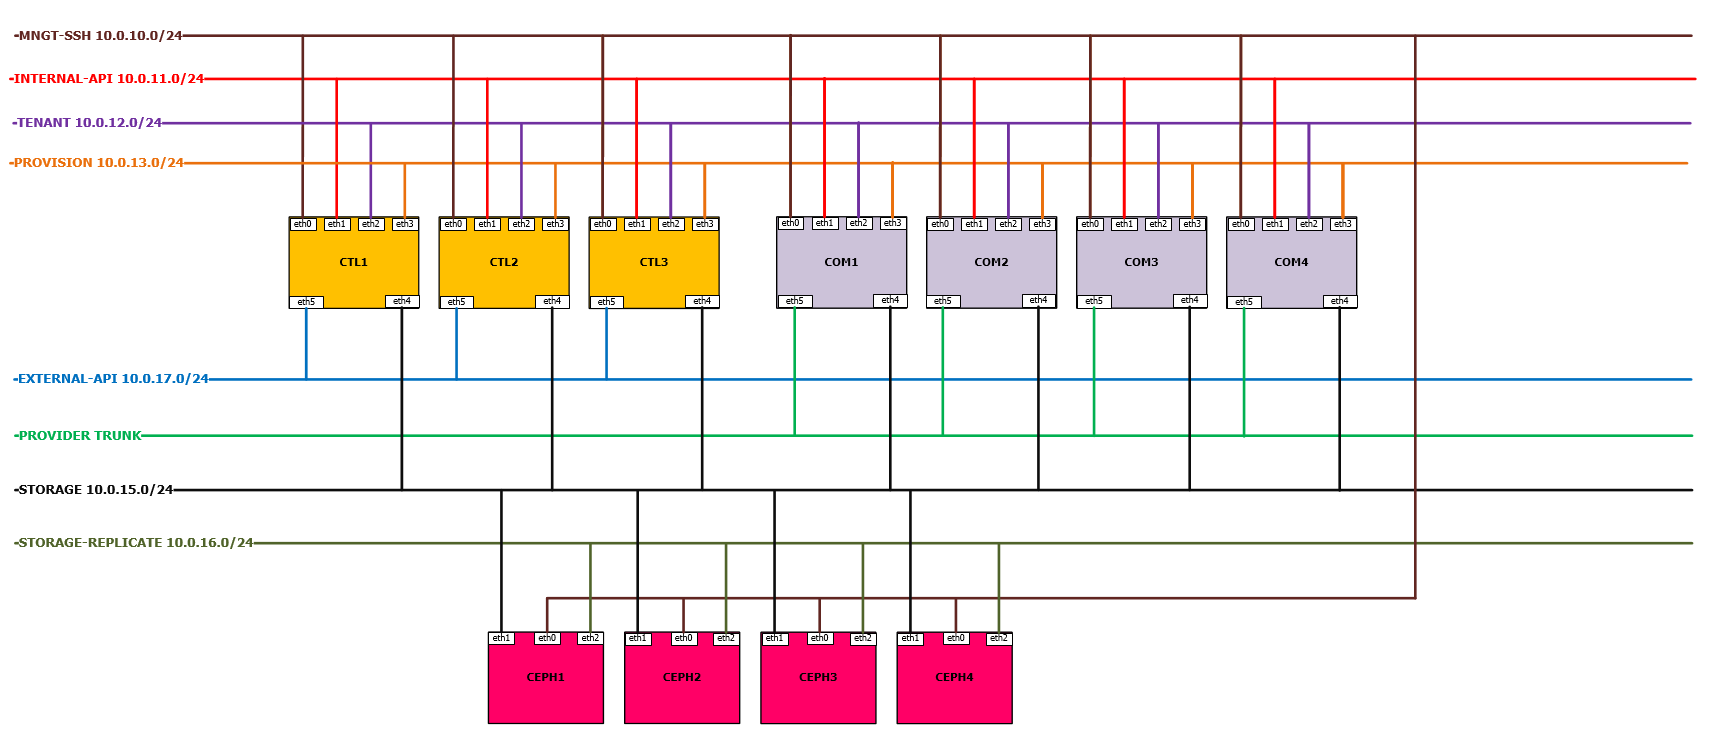 MNGT-SSH 10.0.10.0/24
INTERNAL-API 10.0.11.0/24
TENANT 10.0.12.0/24
PROVISION 10.0.13.0/24
eth0 eth1 eth2 eth3 eth0 eth1 eth2 eth3 eth0 eth1 eth2 eth3 eth0 eth1 eth2 eth3 eth0 eth1 eth2 eth3 eth0 eth1 eth2 eth3 eth0 eth1 eth2 eth3
CTL1 CTL2 CTL3 COM1 COM2 COM3 COM4
eth5 eth4 eth5 eth4 eth5 eth4 eth5 eth4 eth5 eth4 eth5 eth4 eth5 eth4
EXTERNAL-API 10.0.17.0/24
PROVIDER TRUNK
STORAGE 10.0.15.0/24
STORAGE-REPLICATE 10.0.16.0/24
eth1 eth0 eth2 eth1 eth0 eth2 eth1 eth0 eth2 eth1 eth0 eth2
CEPH1 CEPH2 CEPH3 CEPH4